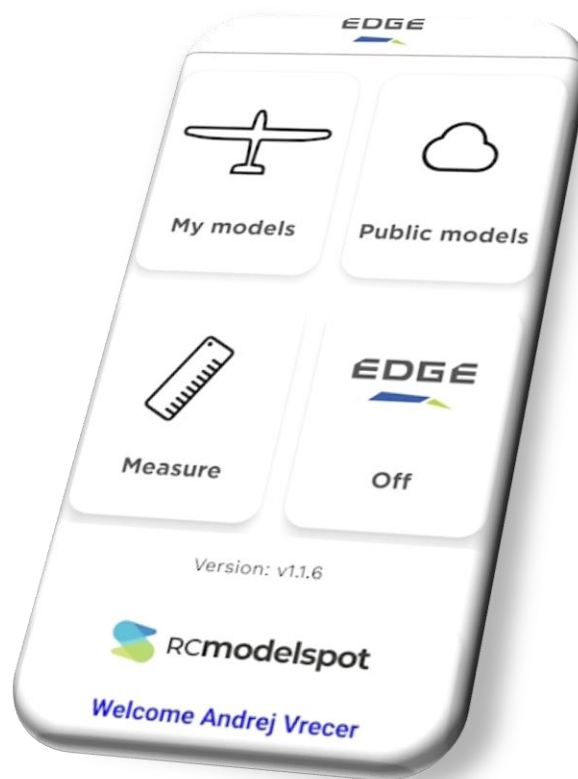 EDGE
My models
Public models
Measure
EDGE
Off
Version: v1.1.6
RCmodelspot
Welcome Andrej Vrecer